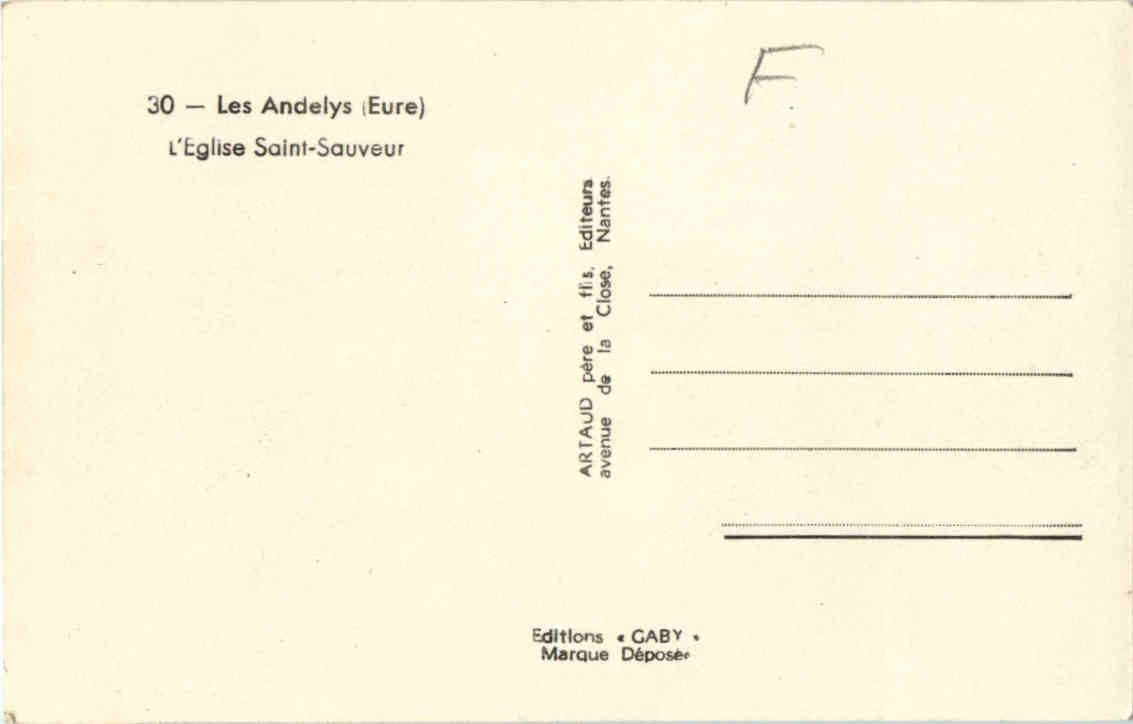 30 — Les Andelys (Eure)
L'Eglise Saint-Sauveur
F
ARTAUD père et fils, Editeurs
avenue de la Close, Nantes.
Editions « GABY »
Marque Déposée